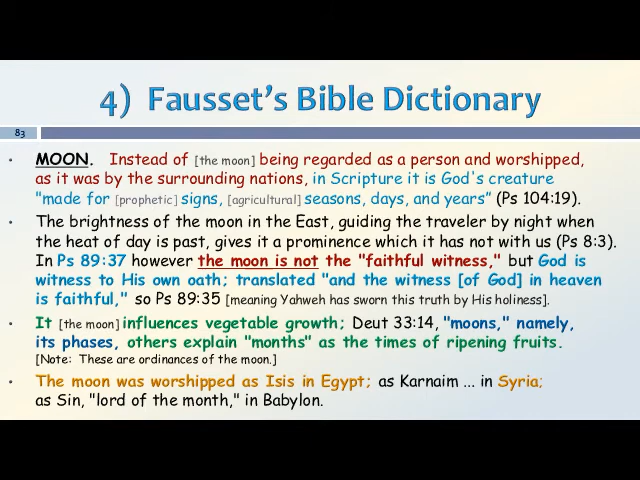 4) Fausset's Bible Dictionary
83
• MOON. Instead of [the moon] being regarded as a person and worshipped,
as it was by the surrounding nations, in Scripture it is God's creature
"made for [prophetic] signs, [agricultural] seasons, days, and years" (Ps 104:19).
• The brightness of the moon in the East, guiding the traveler by night when
the heat of day is past, gives it a prominence which it has not with us (Ps 8:3).
In Ps 89:37 however the moon is not the "faithful witness," but God is
witness to His own oath; translated "and the witness [of God] in heaven
is faithful," so Ps 89:35 [meaning Yahweh has sworn this truth by His holiness].
• It [the moon] influences vegetable growth; Deut 33:14, "moons," namely,
its phases, others explain "months" as the times of ripening fruits.
[Note: These are ordinances of the moon.]
• The moon was worshipped as Isis in Egypt; as Karnaim ... in Syria;
as Sin, "lord of the month," in Babylon.